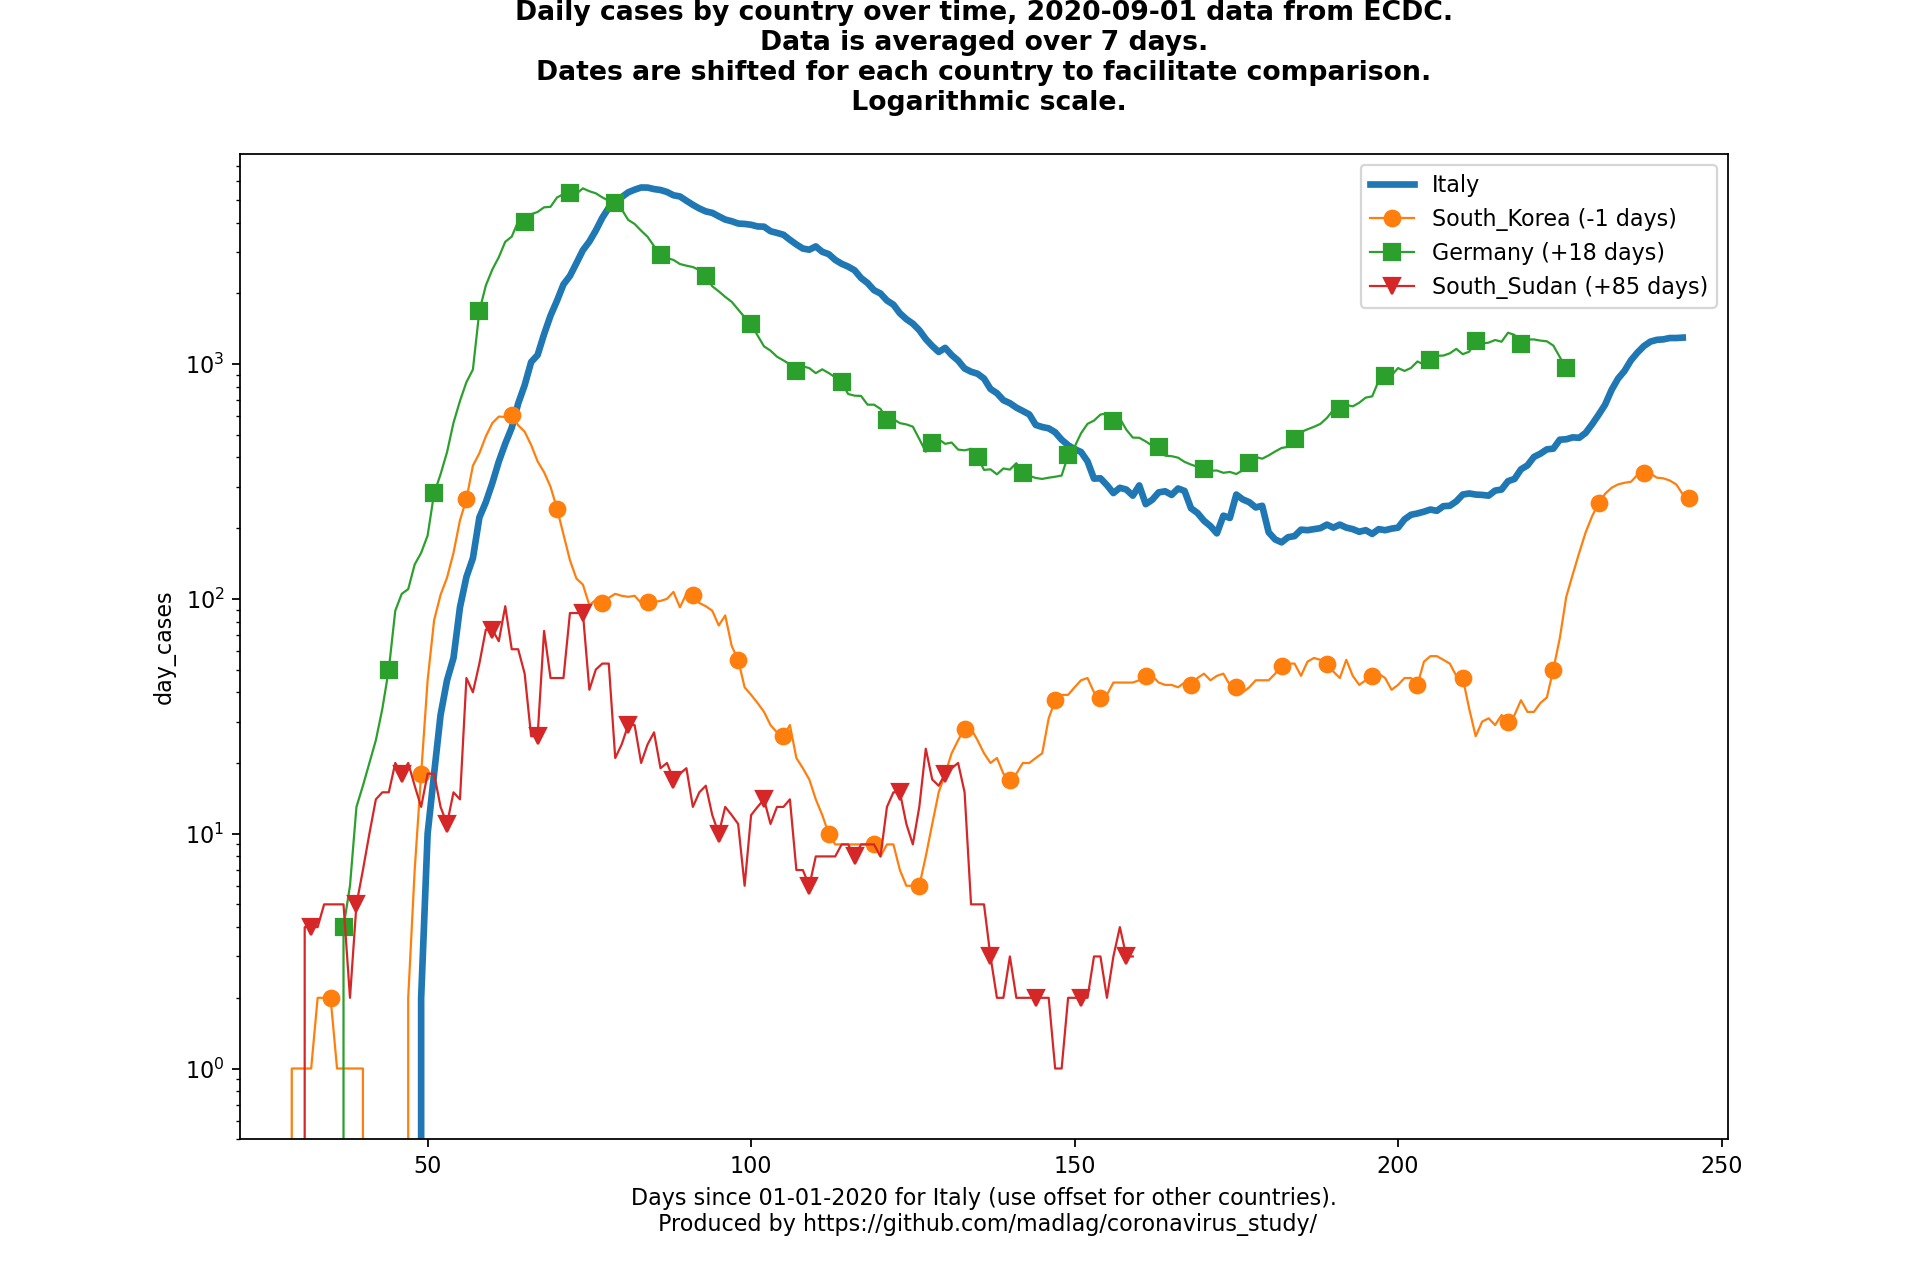 Daily cases by country over time, 2020-09-01 data from ECDC.
Data is averaged over 7 days.
Dates are shifted for each country to facilitate comparison.
Logarithmic scale.
Italy
South_Korea (-1 days)
Germany (+18 days)
South_Sudan (+85 days)
day_cases
10³
10²
10¹
10⁰
50 100 150 200 250
Days since 01-01-2020 for Italy (use offset for other countries).
Produced by https://github.com/madlag/coronavirus_study/